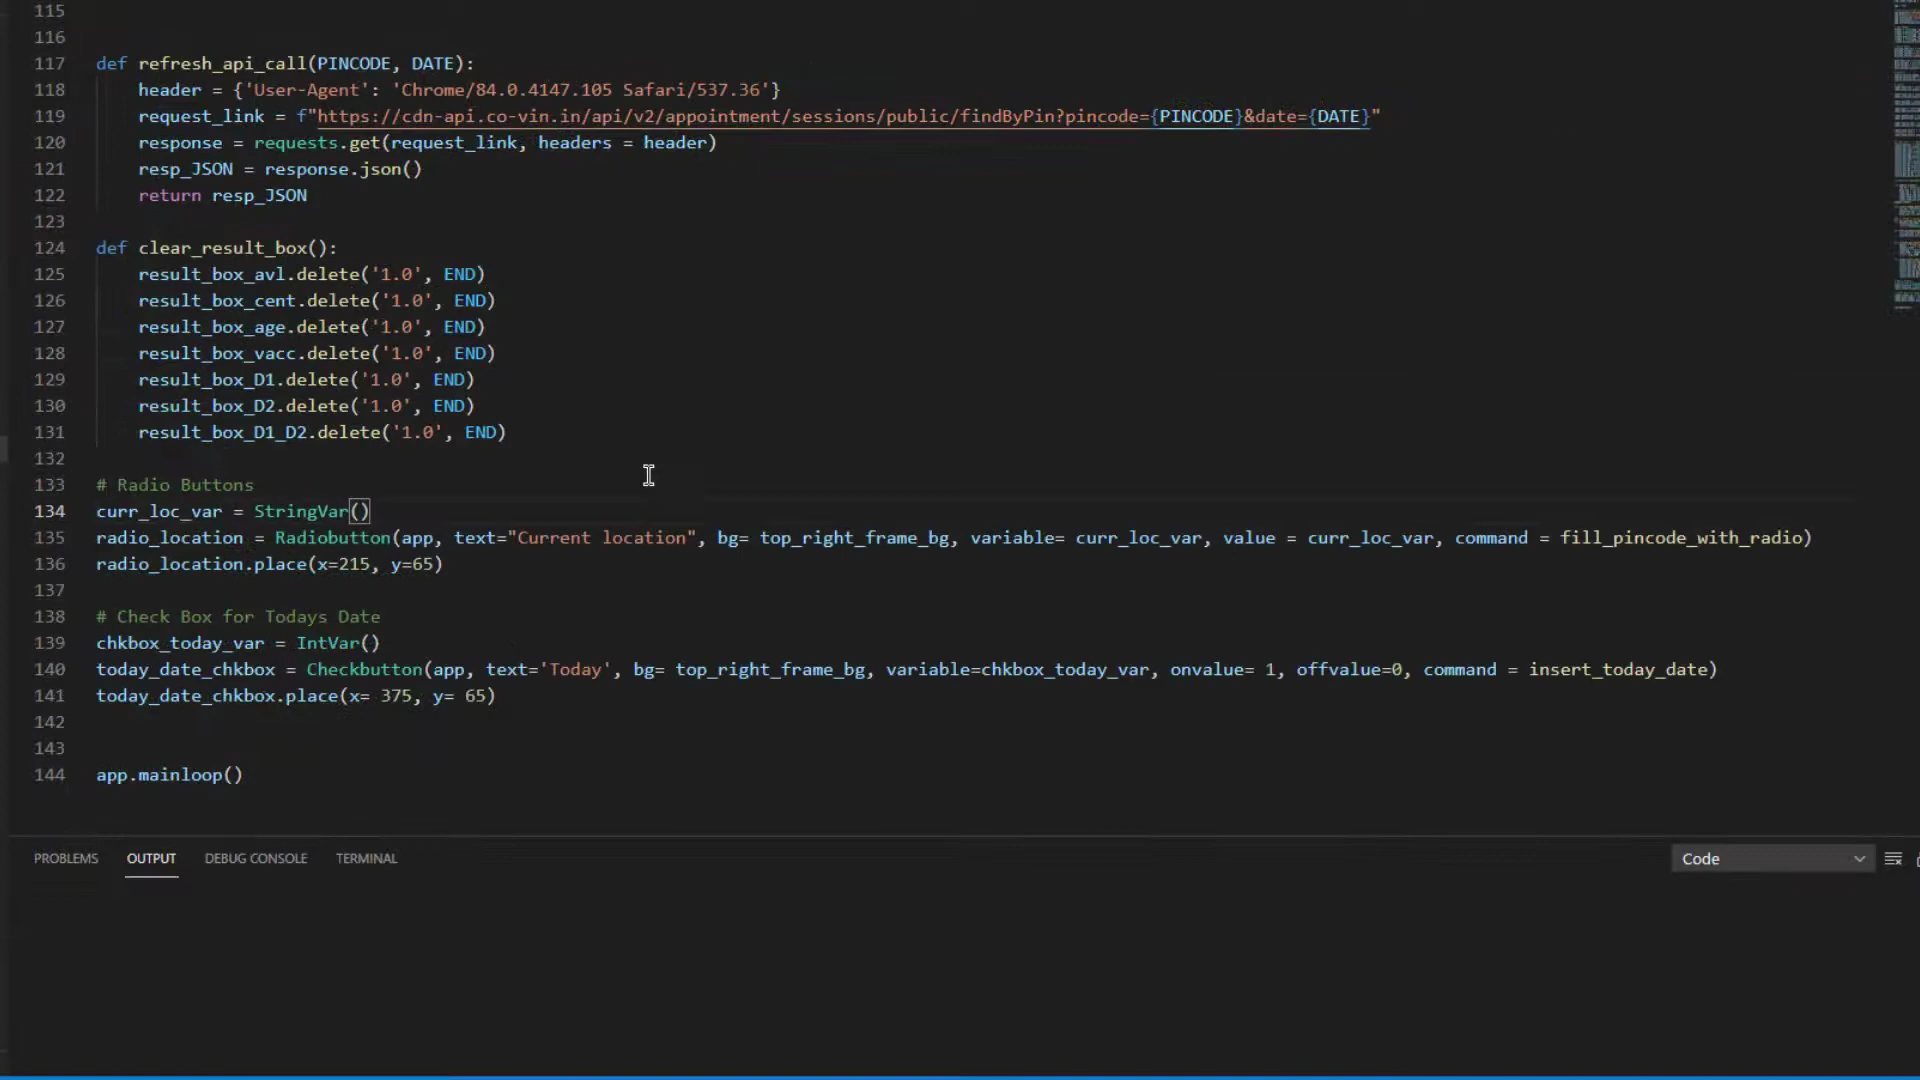 115
116
117 def refresh_api_call(PINCODE, DATE):
118     header = {'User-Agent': 'Chrome/84.0.4147.105 Safari/537.36'}
119     request_link = f"https://cdn-api.co-vin.in/api/v2/appointment/sessions/public/findByPin?pincode={PINCODE}&date={DATE}"
120     response = requests.get(request_link, headers = header)
121     resp_JSON = response.json()
122     return resp_JSON
123
124 def clear_result_box():
125     result_box_avl.delete('1.0', END)
126     result_box_cent.delete('1.0', END)
127     result_box_age.delete('1.0', END)
128     result_box_vacc.delete('1.0', END)
129     result_box_D1.delete('1.0', END)
130     result_box_D2.delete('1.0', END)
131     result_box_D1_D2.delete('1.0', END)
132
133 # Radio Buttons
134 curr_loc_var = StringVar()
135 radio_location = Radiobutton(app, text="Current location", bg= top_right_frame_bg, variable= curr_loc_var, value = curr_loc_var, command = fill_pincode_with_radio)
136 radio_location.place(x=215, y=65)
137
138 # Check Box for Todays Date
139 chkbox_today_var = IntVar()
140 today_date_chkbox = Checkbutton(app, text='Today', bg= top_right_frame_bg, variable=chkbox_today_var, onvalue= 1, offvalue=0, command = insert_today_date)
141 today_date_chkbox.place(x= 375, y= 65)
142
143
144 app.mainloop()
PROBLEMS OUTPUT DEBUG CONSOLE TERMINAL Code